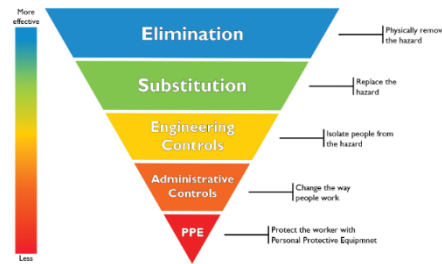 More
effective
Elimination
Physically remov
the hazard
Substitution
Replace the
hazard
Engineering
Controls
Isolate people from
the hazard
Administrative
Controls
Change the way
people work
PPE
Protect the worker with
Personal Protective Equipmnet
Less